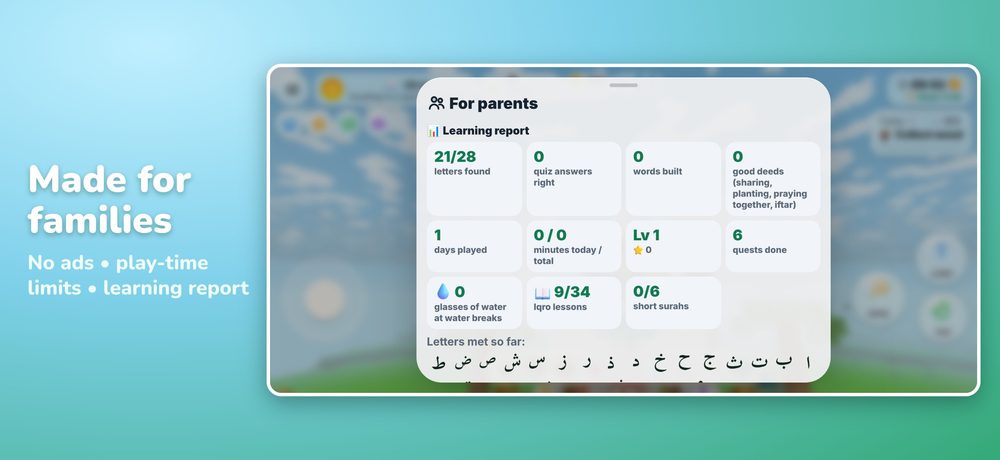 Made for
families
No ads • play-time
limits • learning report
For parents
📊 Learning report
21/28
letters found
0
quiz answers
right
0
words built
0
good deeds
(sharing,
planting, praying
together, iftar)
1
days played
0 / 0
minutes today /
total
Lv 1
⭐ 0
6
quests done
💧 0
glasses of water
at water breaks
📖 9/34
Iqro lessons
0/6
short surahs
Letters met so far:
ا ب ت ث ج ح خ د ذ ر ز س ش ص ض ط